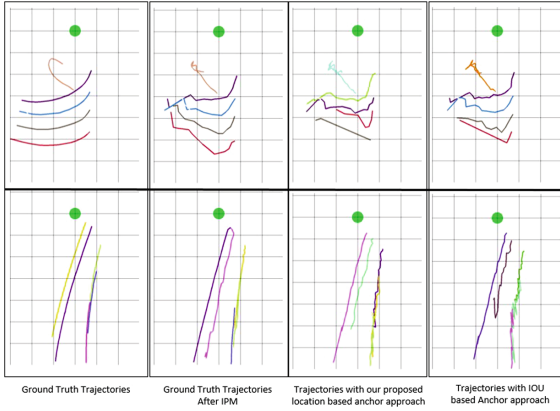 Ground Truth Trajectories
Ground Truth Trajectories
After IPM
Trajectories with our proposed
location based anchor approach
Trajectories with IOU
based Anchor approach